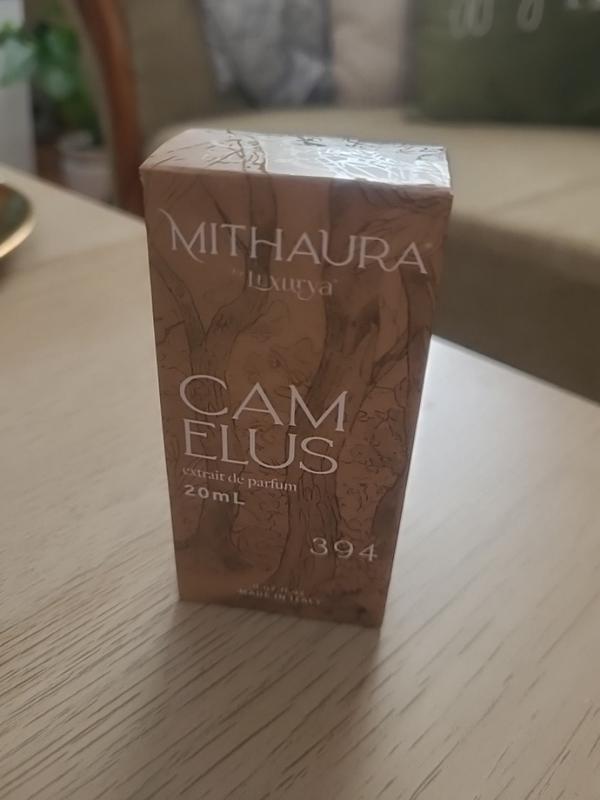 MITHAURA
by Luxurya
CAM
ELUS
extrait de parfum
20mL
394
MADE IN ITALY